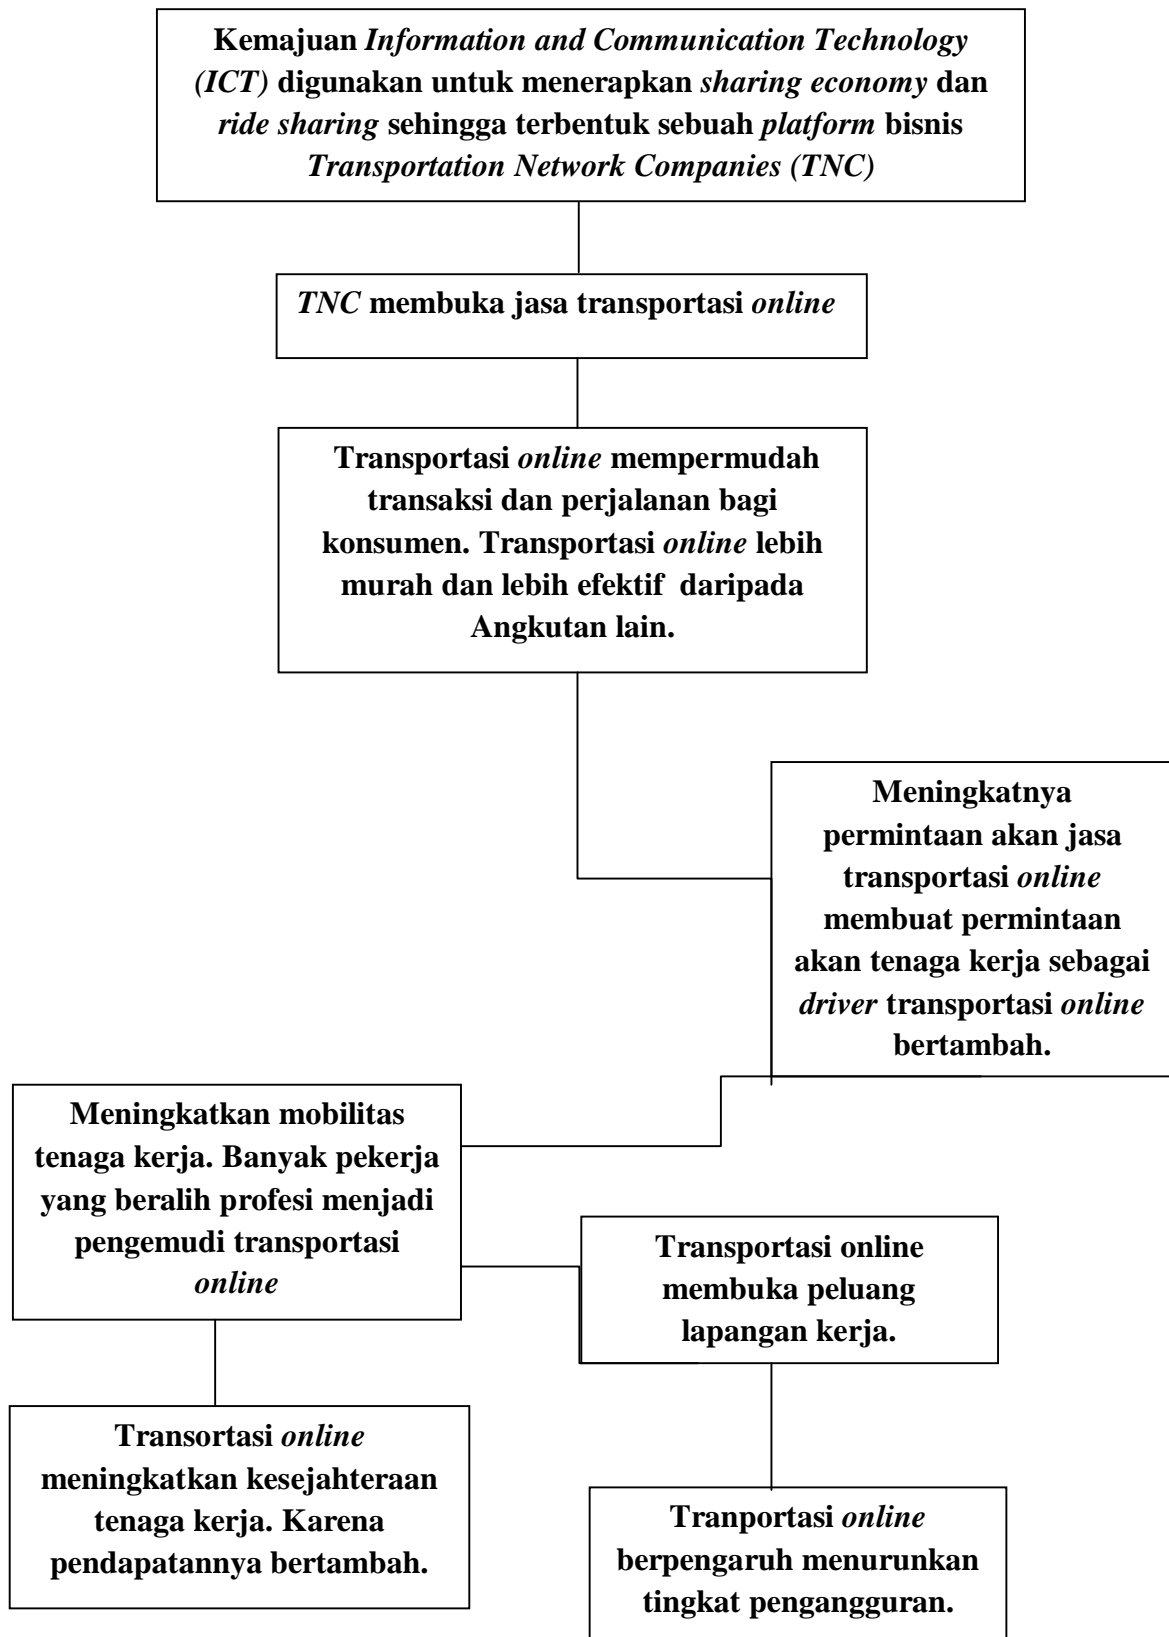 Kemajuan Information and Communication Technology
(ICT) digunakan untuk menerapkan sharing economy dan
ride sharing sehingga terbentuk sebuah platform bisnis
Transportation Network Companies (TNC)
TNC membuka jasa transportasi online
Transportasi online mempermudah
transaksi dan perjalanan bagi
konsumen. Transportasi online lebih
murah dan lebih efektif daripada
Angkutan lain.
Meningkatnya
permintaan akan jasa
transportasi online
membuat permintaan
akan tenaga kerja sebagai
driver transportasi online
bertambah.
Meningkatkan mobilitas
tenaga kerja. Banyak pekerja
yang beralih profesi menjadi
pengemudi transportasi
online
Transportasi online
membuka peluang
lapangan kerja.
Transortasi online
meningkatkan kesejahteraan
tenaga kerja. Karena
pendapatannya bertambah.
Tranportasi online
berpengaruh menurunkan
tingkat pengangguran.